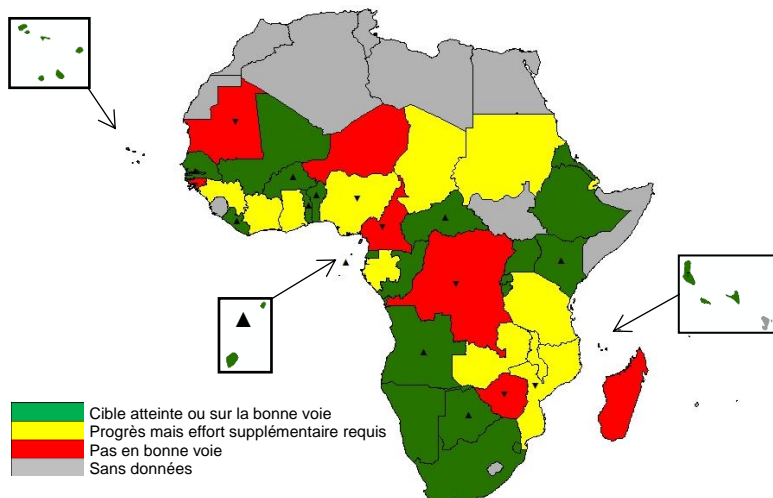 Cible atteinte ou sur la bonne voie
Progrès mais effort supplémentaire requis
Pas en bonne voie
Sans données